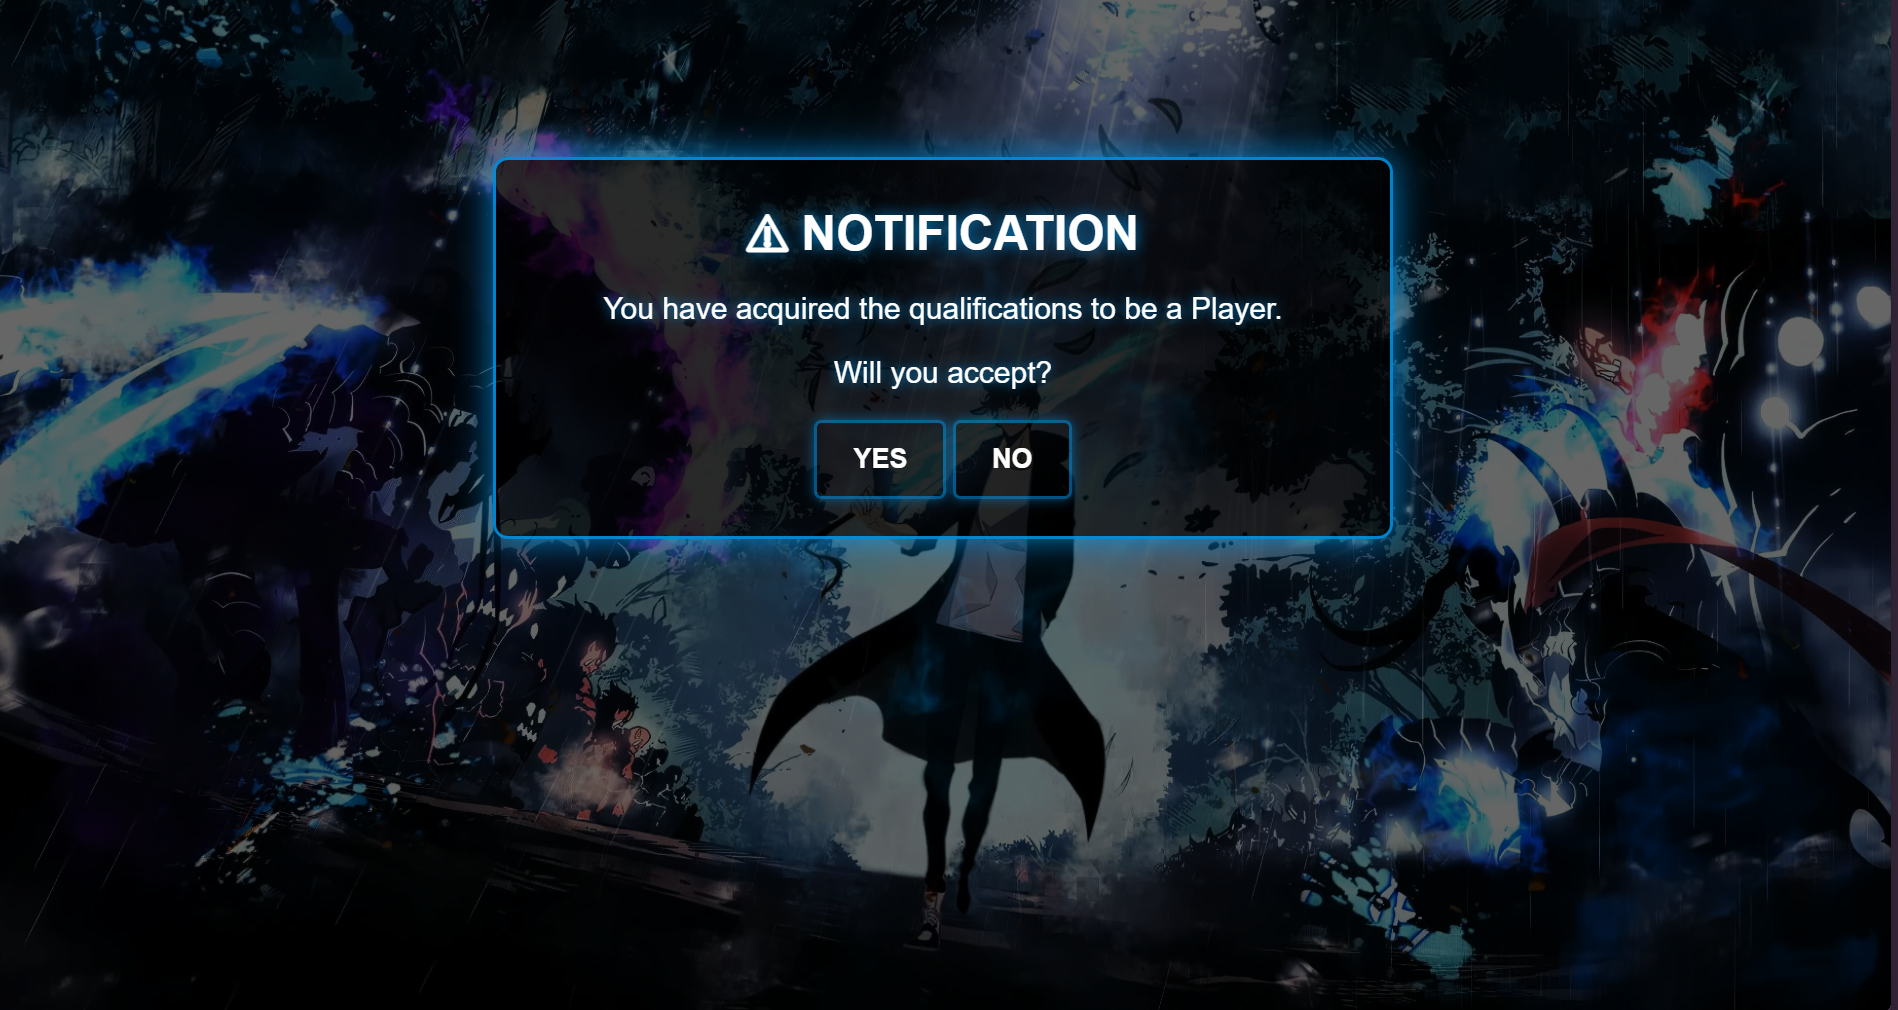 ⚠ NOTIFICATION
You have acquired the qualifications to be a Player.
Will you accept?
YES NO